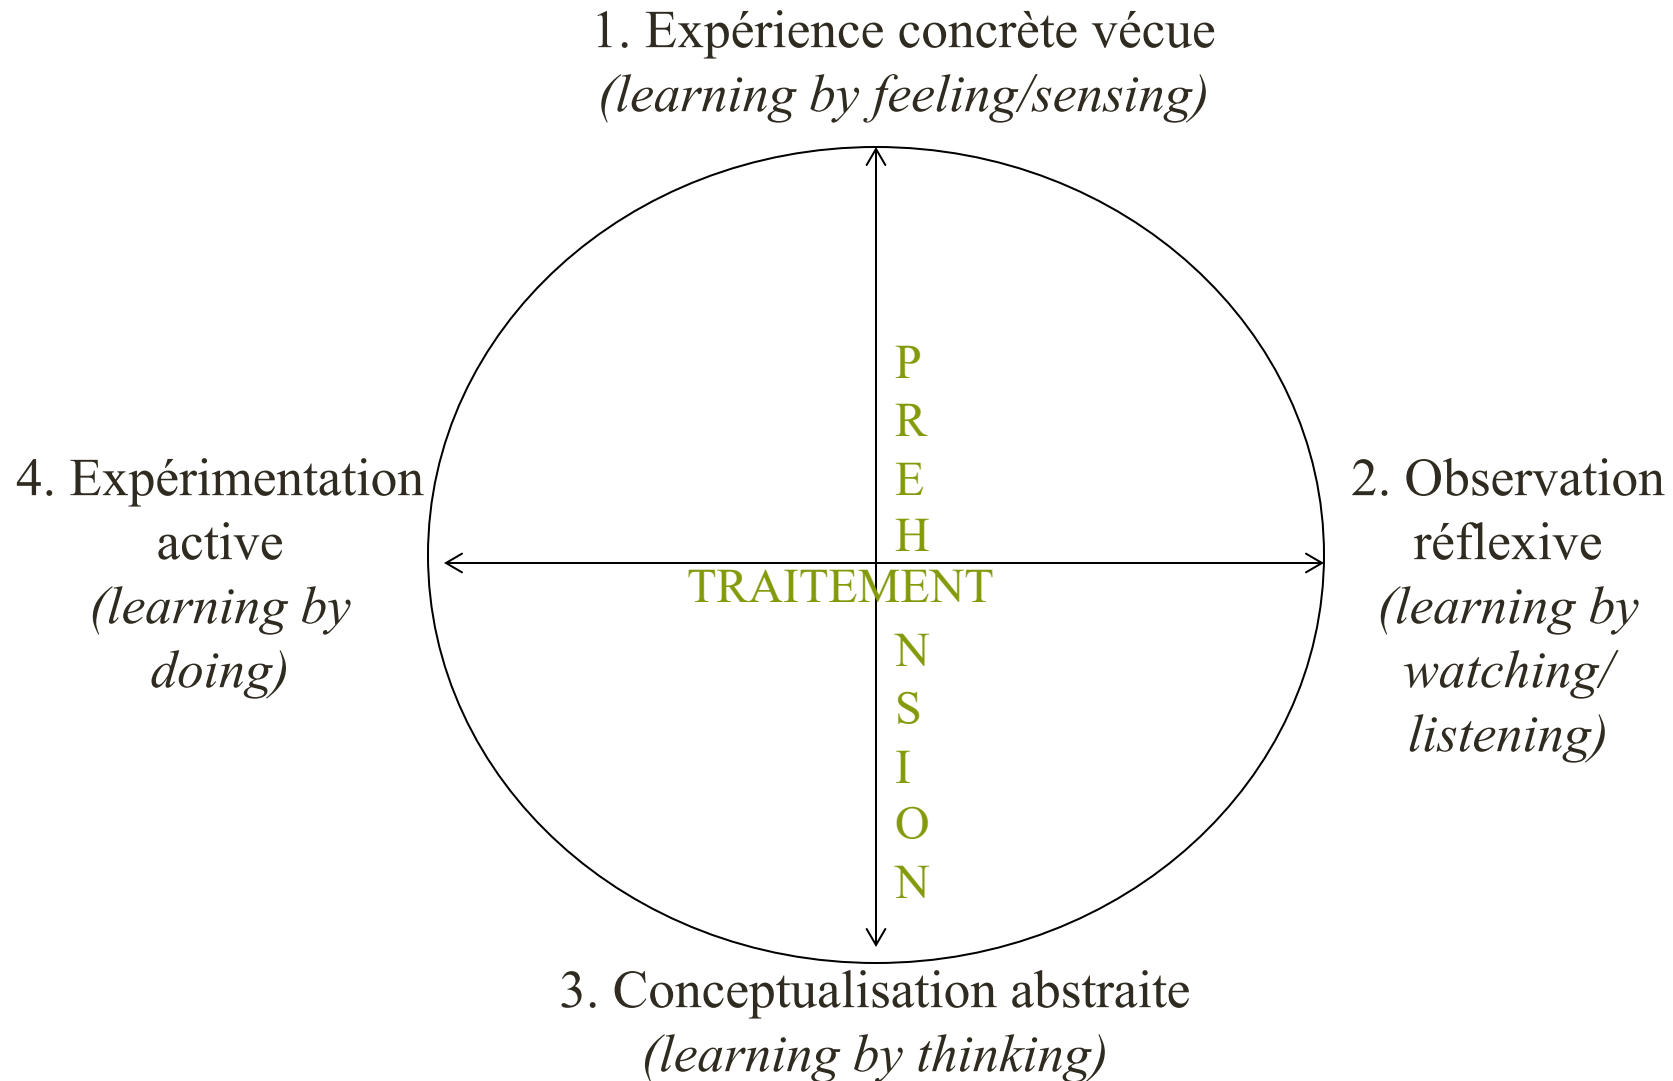 1. Expérience concrète vécue
(learning by feeling/sensing)
4. Expérimentation
active
(learning by
doing)
P
R
E
H
TRAITEMENT
N
S
I
O
N
2. Observation
réflexive
(learning by
watching/
listening)
3. Conceptualisation abstraite
(learning by thinking)